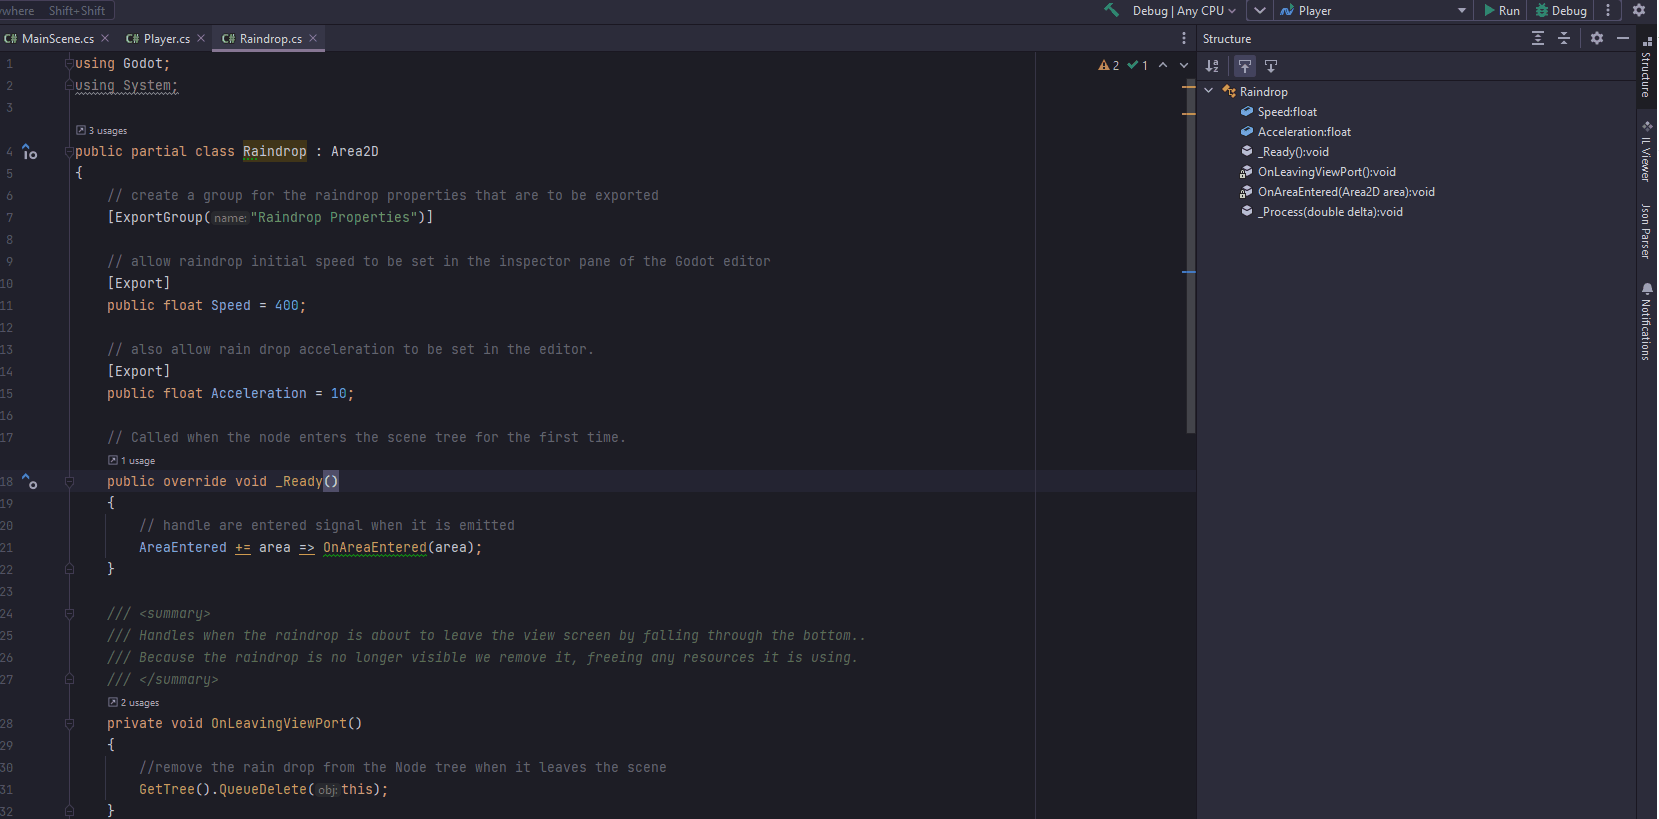 ywhere Shift+Shift
Debug | Any CPU
Player
Run
Debug
C# MainScene.cs
C# Player.cs
C# Raindrop.cs
Structure
2 1
1 using Godot;
2 using System;
3
3 usages
4 public partial class Raindrop : Area2D
5 {
6 // create a group for the raindrop properties that are to be exported
7 [ExportGroup(name:"Raindrop Properties")]
8
9 // allow raindrop initial speed to be set in the inspector pane of the Godot editor
10 [Export]
11 public float Speed = 400;
12
13 // also allow rain drop acceleration to be set in the editor.
14 [Export]
15 public float Acceleration = 10;
16
17 // Called when the node enters the scene tree for the first time.
1 usage
18 public override void _Ready()
19 {
20 // handle are entered signal when it is emitted
21 AreaEntered += area => OnAreaEntered(area);
22 }
23
24 /// <summary>
25 /// Handles when the raindrop is about to leave the view screen by falling through the bottom..
26 /// Because the raindrop is no longer visible we remove it, freeing any resources it is using.
27 /// </summary>
2 usages
28 private void OnLeavingViewPort()
29 {
30 //remove the rain drop from the Node tree when it leaves the scene
31 GetTree().QueueDelete(obj:this);
32 }
Raindrop
Speed:float
Acceleration:float
_Ready():void
OnLeavingViewPort():void
OnAreaEntered(Area2D area):void
_Process(double delta):void
Structure
IL Viewer
Json Parser
Notifications